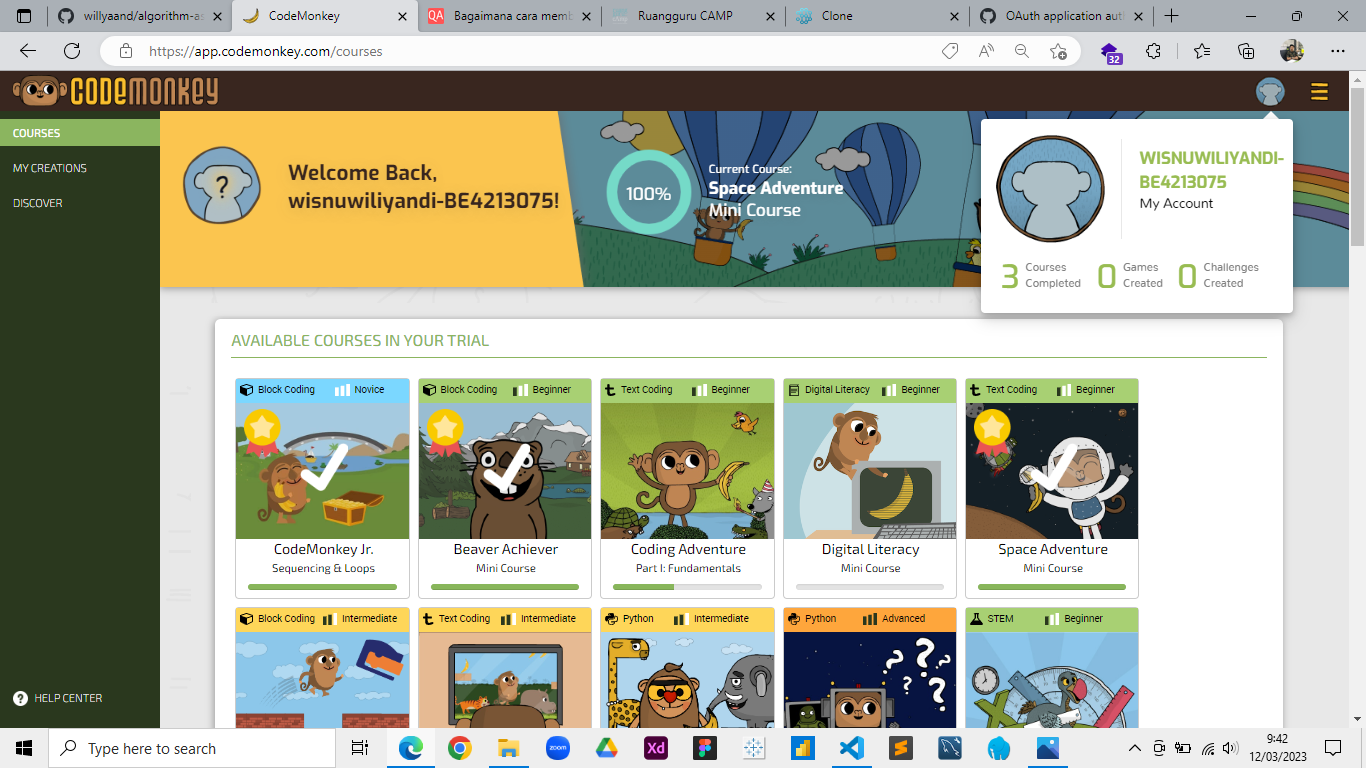 willyaand/algorithm-as
CodeMonkey
QA
Bagaimana cara memb
Ruangguru CAMP
Clone
OAuth application aut
https://app.codemonkey.com/courses
32
CODEMONKEY
COURSES
MY CREATIONS
DISCOVER
HELP CENTER
?
Welcome Back,
wisnuwiliyandi-BE4213075!
100%
Current Course:
Space Adventure
Mini Course
WISNUWILIYANDI-
BE4213075
My Account
3 Courses Completed
0 Games Created
0 Challenges Created
AVAILABLE COURSES IN YOUR TRIAL
Block Coding Novice
CodeMonkey Jr.
Sequencing & Loops
Block Coding Beginner
Beaver Achiever
Mini Course
Text Coding Beginner
Coding Adventure
Part I: Fundamentals
Digital Literacy Beginner
Digital Literacy
Mini Course
Text Coding Beginner
Space Adventure
Mini Course
Block Coding Intermediate
Text Coding Intermediate
Python Intermediate
Python Advanced
? ? ? ? ?
STEM Beginner
Type here to search
zoom
Xd
9:42
12/03/2023